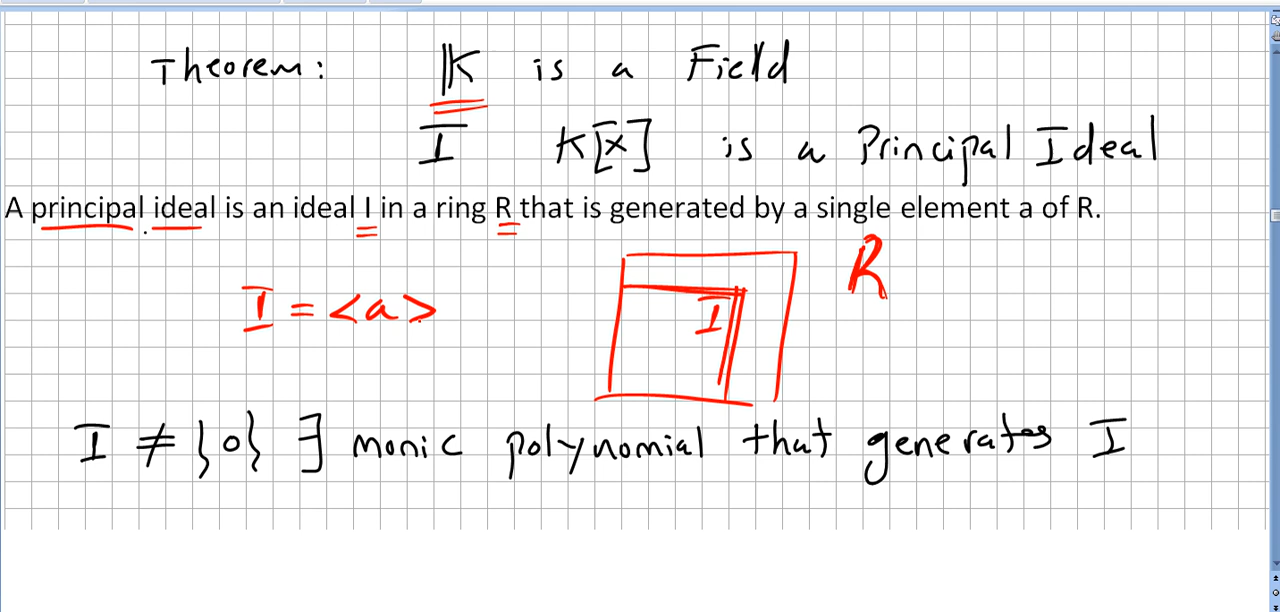 Theorem: K is a Field
I K[x] is a Principal Ideal
A principal ideal is an ideal I in a ring R that is generated by a single element a of R.
R
I = <a>
I
I ≠ {0} ∃ monic polynomial that generates I